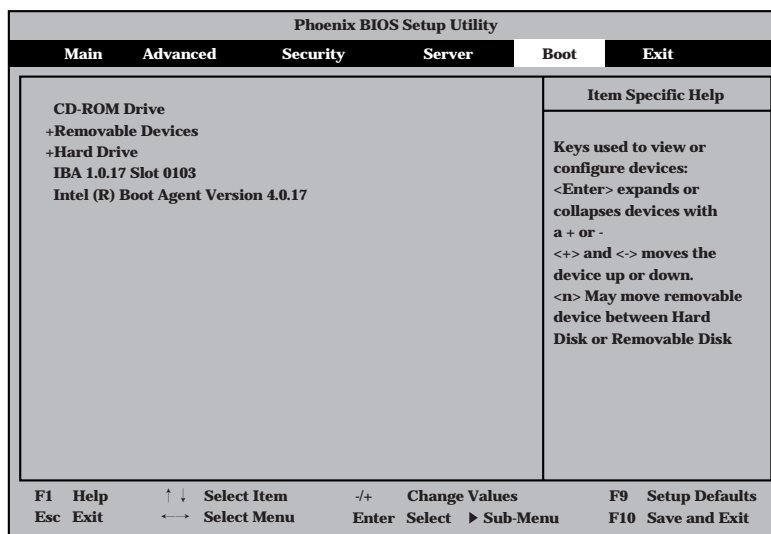 Phoenix BIOS Setup Utility
Main Advanced Security Server Boot Exit
CD-ROM Drive
+Removable Devices
+Hard Drive
IBA 1.0.17 Slot 0103
Intel (R) Boot Agent Version 4.0.17
Item Specific Help
Keys used to view or
configure devices:
<Enter> expands or
collapses devices with
a + or -
<+> and <-> moves the
device up or down.
<n> May move removable
device between Hard
Disk or Removable Disk
F1 Help ↑ ↓ Select Item -/+ Change Values F9 Setup Defaults
Esc Exit ←→ Select Menu Enter Select ▶ Sub-Menu F10 Save and Exit